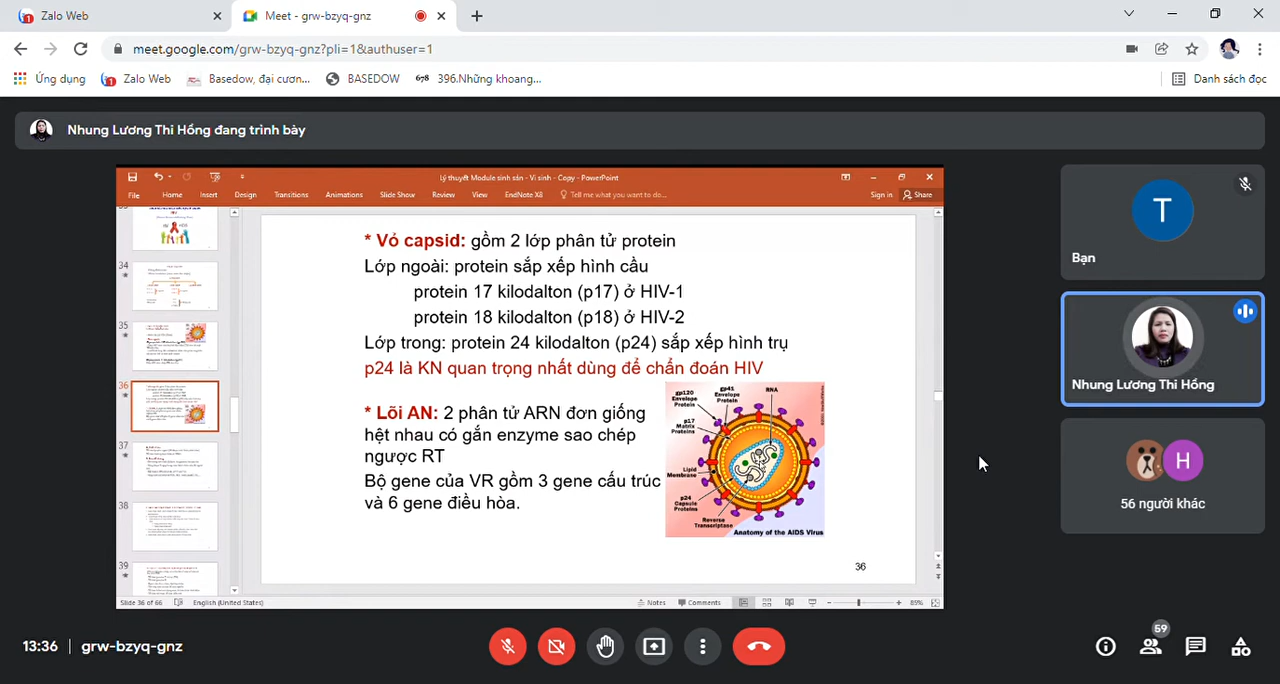 Zalo Web
Meet - grw-bzyq-gnz
meet.google.com/grw-bzyq-gnz?pli=1&authuser=1
Ứng dụng
Zalo Web
Basedow, đại cươn...
BASEDOW
678 396.Những khoang...
Danh sách đọc
Nhung Lương Thi Hồng đang trình bày
Lý thuyết Module sinh sản - Vi sinh - Copy - PowerPoint
File Home Insert Design Transitions Animations Slide Show Review View EndNote X8 Tell me what you want to do... Sign in Share
34
35
36
37
38
39
* Vỏ capsid: gồm 2 lớp phân tử protein
Lớp ngoài: protein sắp xếp hình cầu
protein 17 kilodalton (p17) ở HIV-1
protein 18 kilodalton (p18) ở HIV-2
Lớp trong: protein 24 kilodalton (p24) sắp xếp hình trụ
p24 là KN quan trọng nhất dùng để chẩn đoán HIV
* Lõi AN: 2 phân tử ARN đơn giống
hệt nhau có gắn enzyme sao chép
ngược RT
Bộ gene của VR gồm 3 gene cấu trúc
và 6 gene điều hòa.
gp120
Envelope
Protein
gp41
Envelope
Protein
RNA
p17
Matrix
Proteins
Lipid
Membrane
p24
Capsule
Proteins
Reverse
Transcriptase
Anatomy of the AIDS Virus
36
Slide 36 of 66 English (United States) Notes Comments 85%
T
Bạn
Nhung Lương Thi Hồng
H
56 người khác
13:36 | grw-bzyq-gnz
59